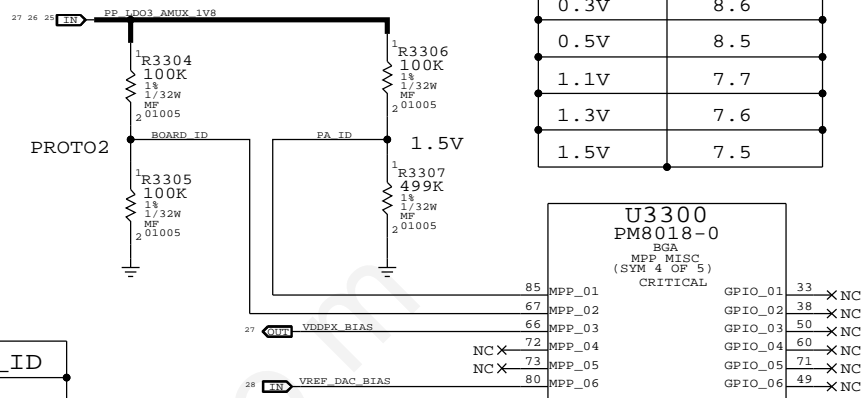 27 26 25 IN PP_LDO3_AMUX_1V8
1
R3304
100K
1%
1/32W
MF
2 01005
1
R3306
100K
1%
1/32W
MF
2 01005
PROTO2
BOARD_ID
PA_ID
1.5V
1
R3305
100K
1%
1/32W
MF
2 01005
1
R3307
499K
1%
1/32W
MF
2 01005
0.3V 8.6
0.5V 8.5
1.1V 7.7
1.3V 7.6
1.5V 7.5
U3300
PM8018-0
BGA
MPP MISC
(SYM 4 OF 5)
CRITICAL
85 MPP_01 GPIO_01 33 NC
67 MPP_02 GPIO_02 38 NC
27 OUT VDDPX_BIAS 66 MPP_03 GPIO_03 50 NC
NC 72 MPP_04 GPIO_04 60 NC
NC 73 MPP_05 GPIO_05 71 NC
28 IN VREF_DAC_BIAS 80 MPP_06 GPIO_06 49 NC
_ID
om